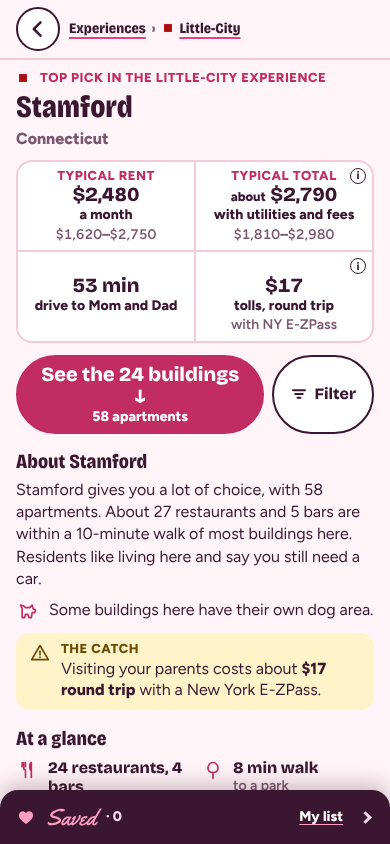 Experiences › Little-City
TOP PICK IN THE LITTLE-CITY EXPERIENCE
Stamford
Connecticut
TYPICAL RENT
$2,480
a month
$1,620–$2,750
TYPICAL TOTAL
about $2,790
with utilities and fees
$1,810–$2,980
53 min
drive to Mom and Dad
$17
tolls, round trip
with NY E-ZPass
See the 24 buildings
↓
58 apartments
Filter
About Stamford
Stamford gives you a lot of choice, with 58
apartments. About 27 restaurants and 5 bars are
within a 10-minute walk of most buildings here.
Residents like living here and say you still need a
car.
Some buildings here have their own dog area.
THE CATCH
Visiting your parents costs about $17
round trip with a New York E-ZPass.
At a glance
24 restaurants, 4
bars
8 min walk
to a park
Saved · 0
My list